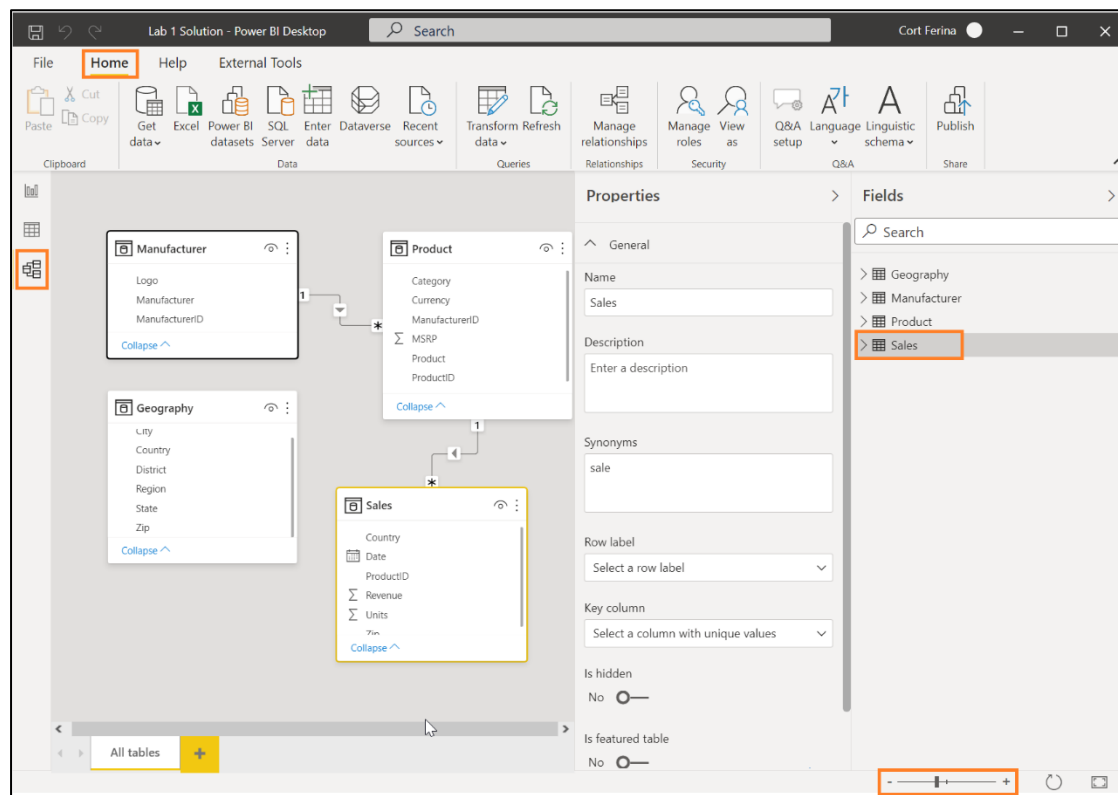 Lab 1 Solution - Power BI Desktop
Search
Cort Ferina
File Home Help External Tools
Cut
Copy
Paste
Get data
Excel
Power BI datasets
SQL Server
Enter data
Dataverse
Recent sources
Transform data
Refresh
Manage relationships
Manage roles
View as
Q&A setup
Language
Linguistic schema
Publish
Clipboard
Data
Queries
Relationships
Security
Q&A
Share
Manufacturer
Logo
Manufacturer
ManufacturerID
Collapse
1
*
Product
Category
Currency
ManufacturerID
Σ MSRP
Product
ProductID
Collapse
1
*
Geography
City
Country
District
Region
State
Zip
Collapse
Sales
Country
Date
ProductID
Σ Revenue
Σ Units
Zip
Collapse
All tables
+
Properties
General
Name
Sales
Description
Enter a description
Synonyms
sale
Row label
Select a row label
Key column
Select a column with unique values
Is hidden
No
Is featured table
No
Fields
Search
Geography
Manufacturer
Product
Sales
- +